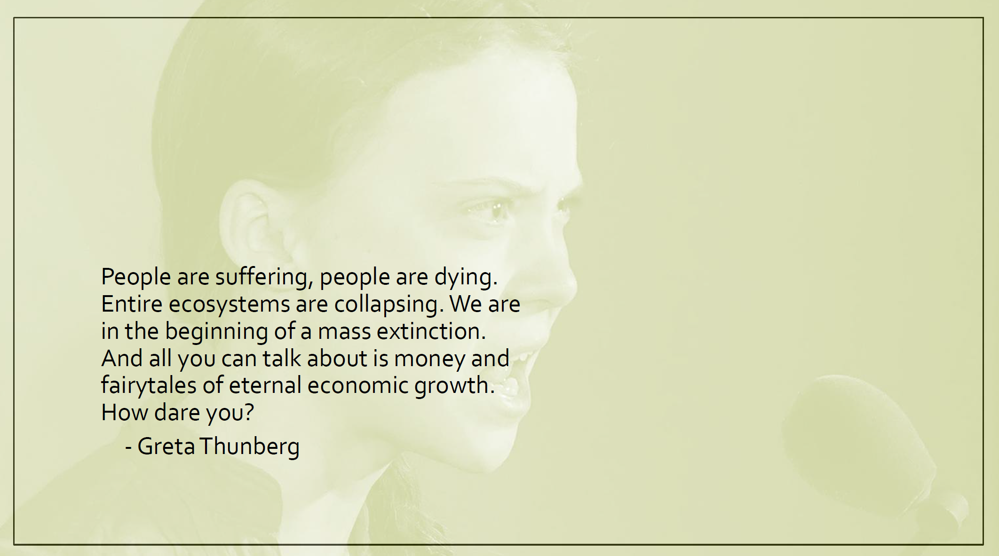 People are suffering, people are dying.
Entire ecosystems are collapsing. We are
in the beginning of a mass extinction.
And all you can talk about is money and
fairytales of eternal economic growth.
How dare you?
- Greta Thunberg